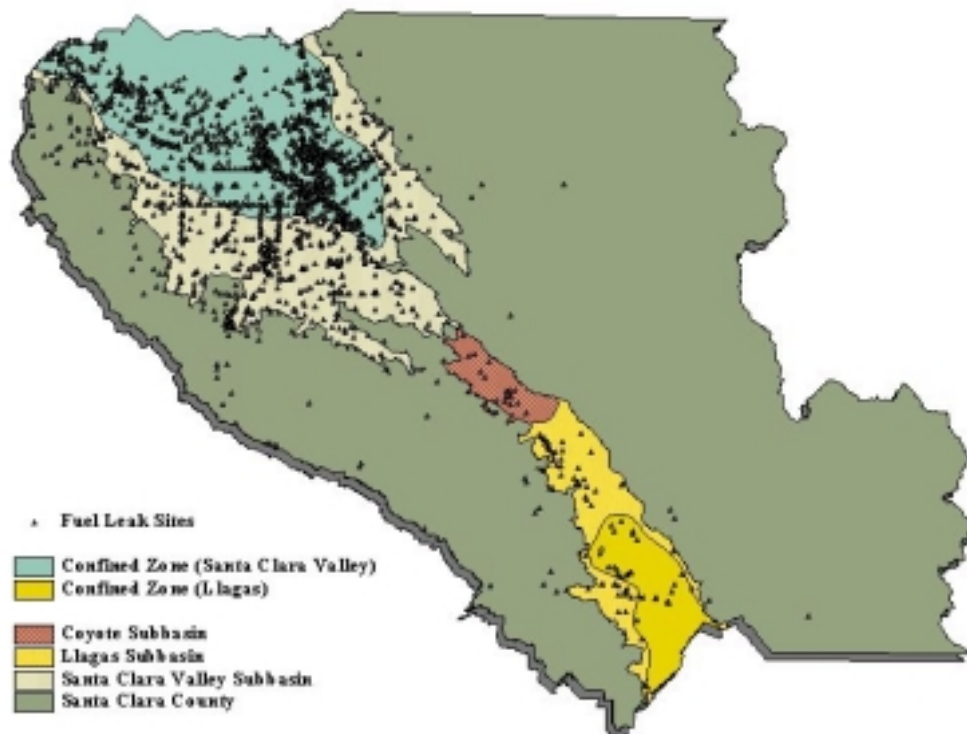 Fuel Leak Sites
Confined Zone (Santa Clara Valley)
Confined Zone (Llagas)
Coyote Subbasin
Llagas Subbasin
Santa Clara Valley Subbasin
Santa Clara County